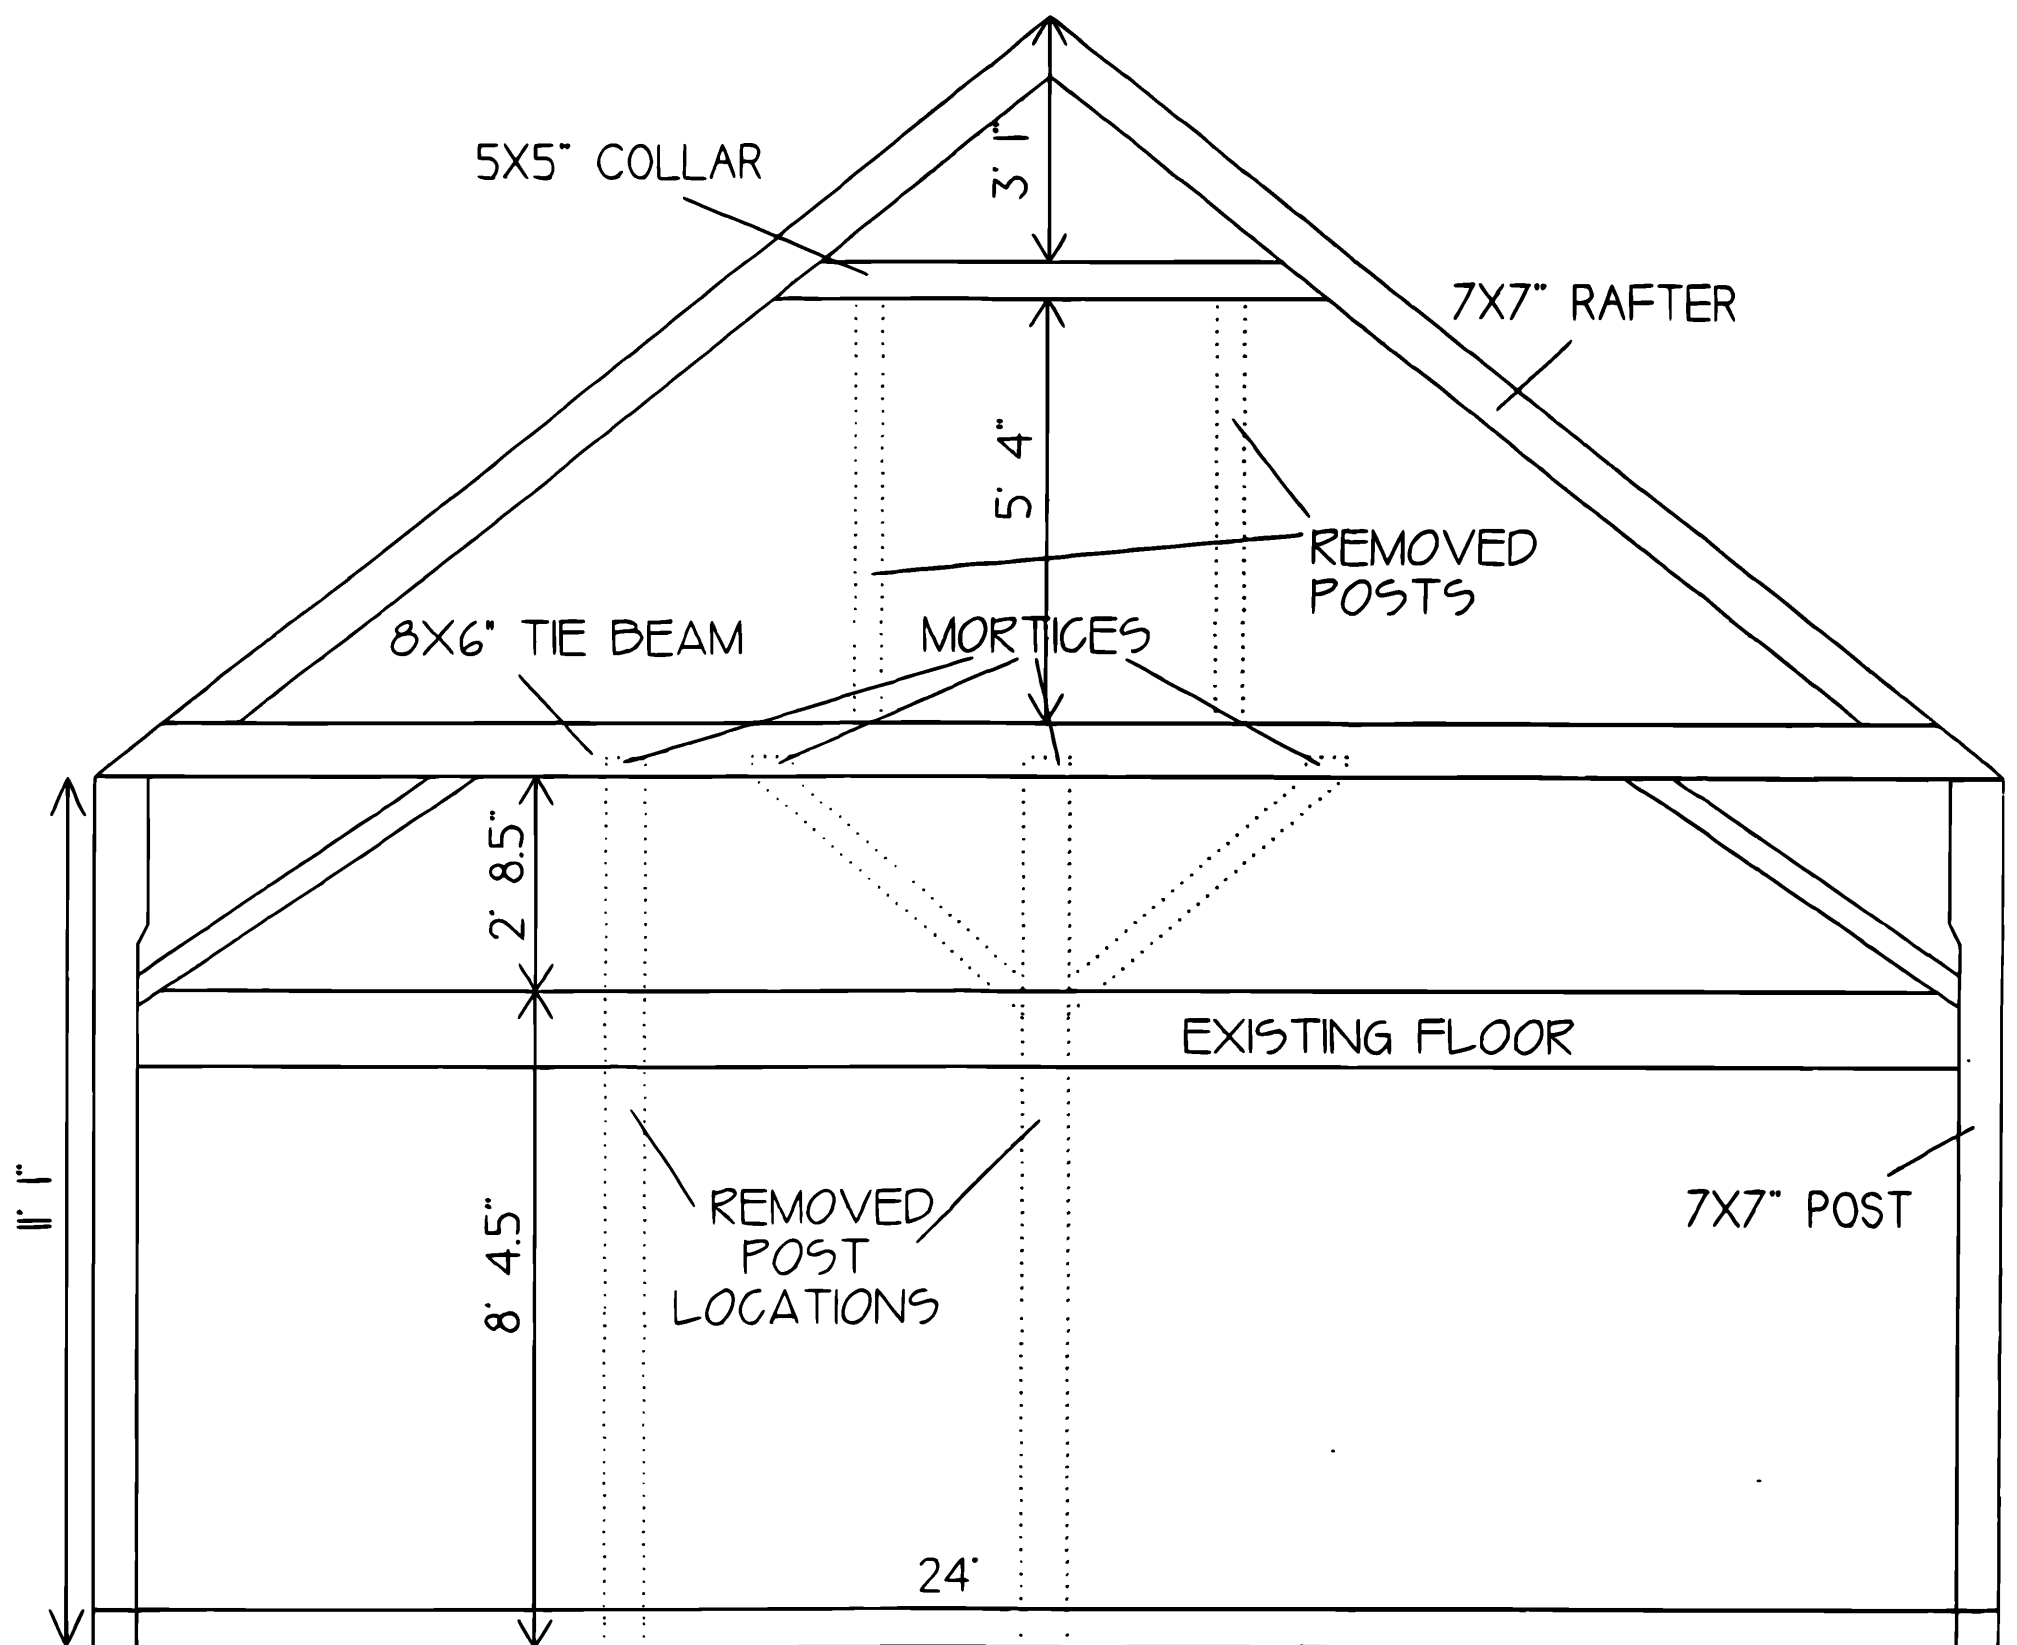 3' 1"
5X5" COLLAR
7X7" RAFTER
5' 4"
REMOVED
POSTS
8X6" TIE BEAM
MORTICES
2' 8.5"
EXISTING FLOOR
11' 1"
8' 4.5"
REMOVED
POST
LOCATIONS
7X7" POST
24'